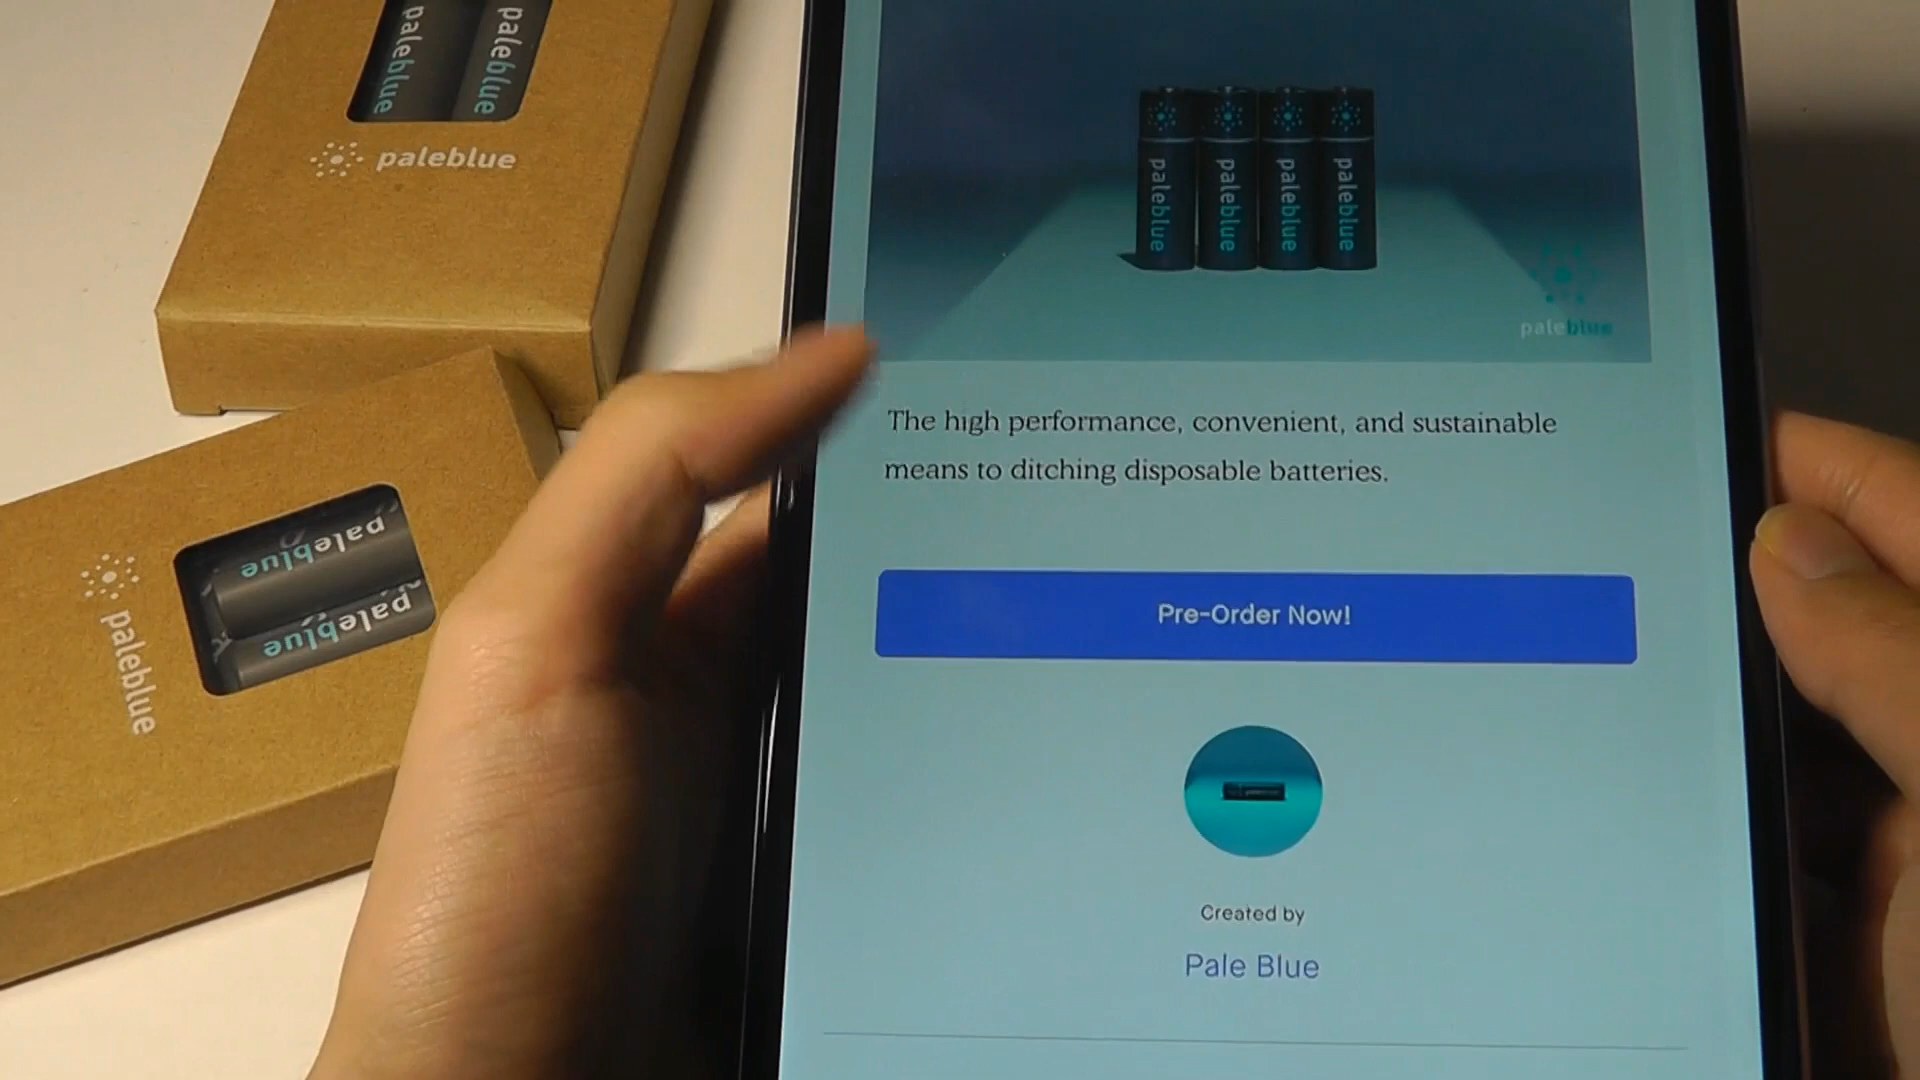 paleblue
paleblue
paleblue
paleblue
paleblue
paleblue
paleblue
paleblue
paleblue
paleblue
paleblue
The high performance, convenient, and sustainable
means to ditching disposable batteries.
Pre-Order Now!
Created by
Pale Blue